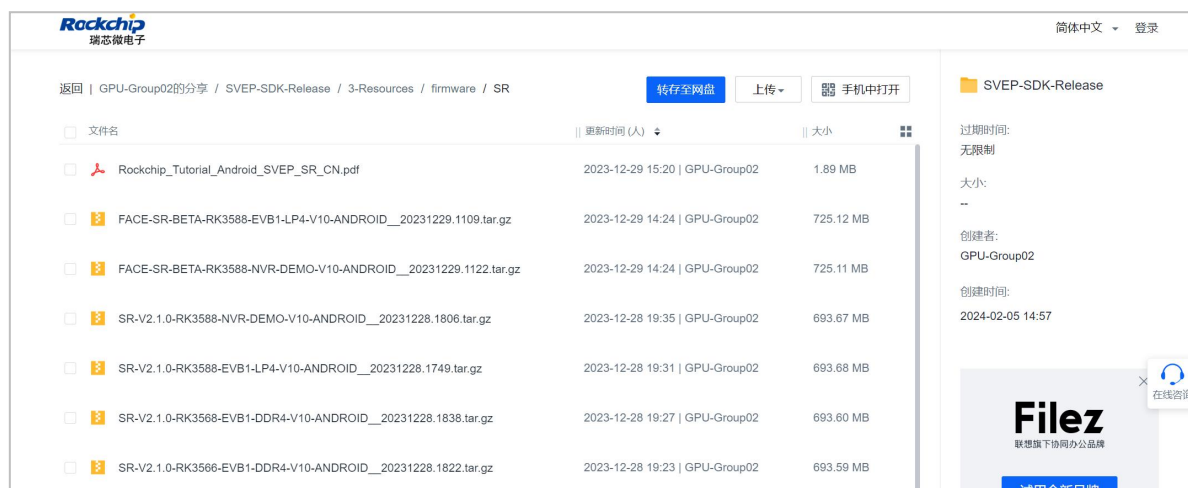 Rockchip
瑞芯微电子
简体中文 登录
返回 | GPU-Group02的分享 / SVEP-SDK-Release / 3-Resources / firmware / SR
转存至网盘 上传 手机中打开
文件名 更新时间 (人) 大小
Rockchip_Tutorial_Android_SVEP_SR_CN.pdf 2023-12-29 15:20 | GPU-Group02 1.89 MB
FACE-SR-BETA-RK3588-EVB1-LP4-V10-ANDROID__20231229.1109.tar.gz 2023-12-29 14:24 | GPU-Group02 725.12 MB
FACE-SR-BETA-RK3588-NVR-DEMO-V10-ANDROID__20231229.1122.tar.gz 2023-12-29 14:24 | GPU-Group02 725.11 MB
SR-V2.1.0-RK3588-NVR-DEMO-V10-ANDROID__20231228.1806.tar.gz 2023-12-28 19:35 | GPU-Group02 693.67 MB
SR-V2.1.0-RK3588-EVB1-LP4-V10-ANDROID__20231228.1749.tar.gz 2023-12-28 19:31 | GPU-Group02 693.68 MB
SR-V2.1.0-RK3568-EVB1-DDR4-V10-ANDROID__20231228.1838.tar.gz 2023-12-28 19:27 | GPU-Group02 693.60 MB
SR-V2.1.0-RK3566-EVB1-DDR4-V10-ANDROID__20231228.1822.tar.gz 2023-12-28 19:23 | GPU-Group02 693.59 MB
SVEP-SDK-Release
过期时间:
无限制
大小:
--
创建者:
GPU-Group02
创建时间:
2024-02-05 14:57
在线咨询
Filez
联想旗下协同办公品牌